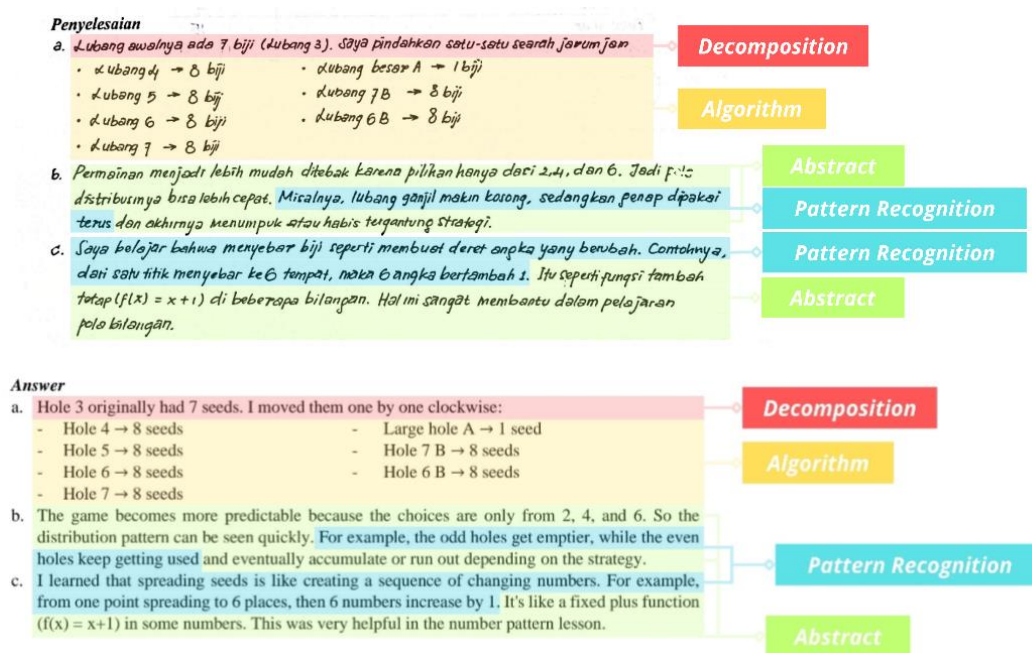 Penyelesaian
a. Lubang awalnya ada 7 biji (Lubang 3). Saya pindahkan satu-satu searah jarum jam
Decomposition
• Lubang 4 → 8 biji
• Lubang 5 → 8 biji
• Lubang 6 → 8 biji
• Lubang 7 → 8 biji
• Lubang besar A → 1 biji
• Lubang 7B → 8 biji
• Lubang 6B → 8 biji
Algorithm
b. Permainan menjadi lebih mudah ditebak karena pilihan hanya dari 2, 4, dan 6. Jadi
distribusinya bisa lebih cepat. Misalnya, lubang ganjil makin kosong, sedangkan genap dipakai
terus dan akhirnya menumpuk atau habis tergantung strategi.
Abstract
Pattern Recognition
c. Saya belajar bahwa menyebar biji seperti membuat deret angka yang berubah. Contohnya,
dari satu titik menyebar ke 6 tempat, maka 6 angka bertambah 1. Itu seperti fungsi tambah
tetap (f(x) = x+1) di beberapa bilangan. Hal ini sangat membantu dalam pelajaran
pola bilangan.
Pattern Recognition
Abstract
Answer
a. Hole 3 originally had 7 seeds. I moved them one by one clockwise:
Decomposition
- Hole 4 → 8 seeds
- Hole 5 → 8 seeds
- Hole 6 → 8 seeds
- Hole 7 → 8 seeds
- Large hole A → 1 seed
- Hole 7 B → 8 seeds
- Hole 6 B → 8 seeds
Algorithm
b. The game becomes more predictable because the choices are only from 2, 4, and 6. So the
distribution pattern can be seen quickly. For example, the odd holes get emptier, while the even
holes keep getting used and eventually accumulate or run out depending on the strategy.
c. I learned that spreading seeds is like creating a sequence of changing numbers. For example,
from one point spreading to 6 places, then 6 numbers increase by 1. It's like a fixed plus function
(f(x) = x+1) in some numbers. This was very helpful in the number pattern lesson.
Pattern Recognition
Abstract